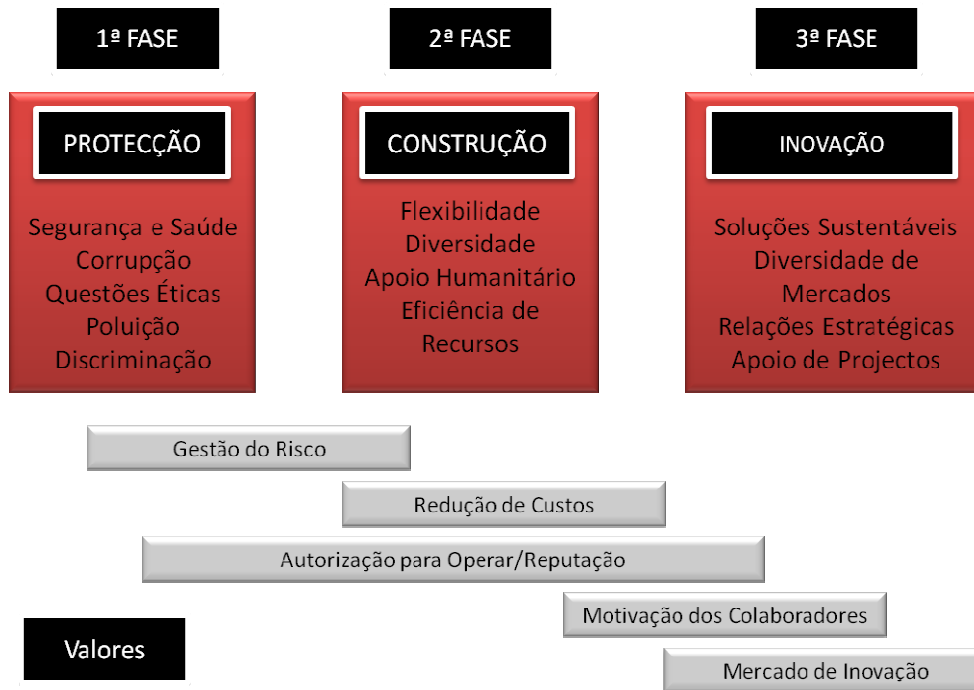 1ª FASE
2ª FASE
3ª FASE
PROTECÇÃO
Segurança e Saúde
Corrupção
Questões Éticas
Poluição
Discriminação
CONSTRUÇÃO
Flexibilidade
Diversidade
Apoio Humanitário
Eficiência de
Recursos
INOVAÇÃO
Soluções Sustentáveis
Diversidade de
Mercados
Relações Estratégicas
Apoio de Projectos
Gestão do Risco
Redução de Custos
Autorização para Operar/Reputação
Motivação dos Colaboradores
Valores
Mercado de Inovação